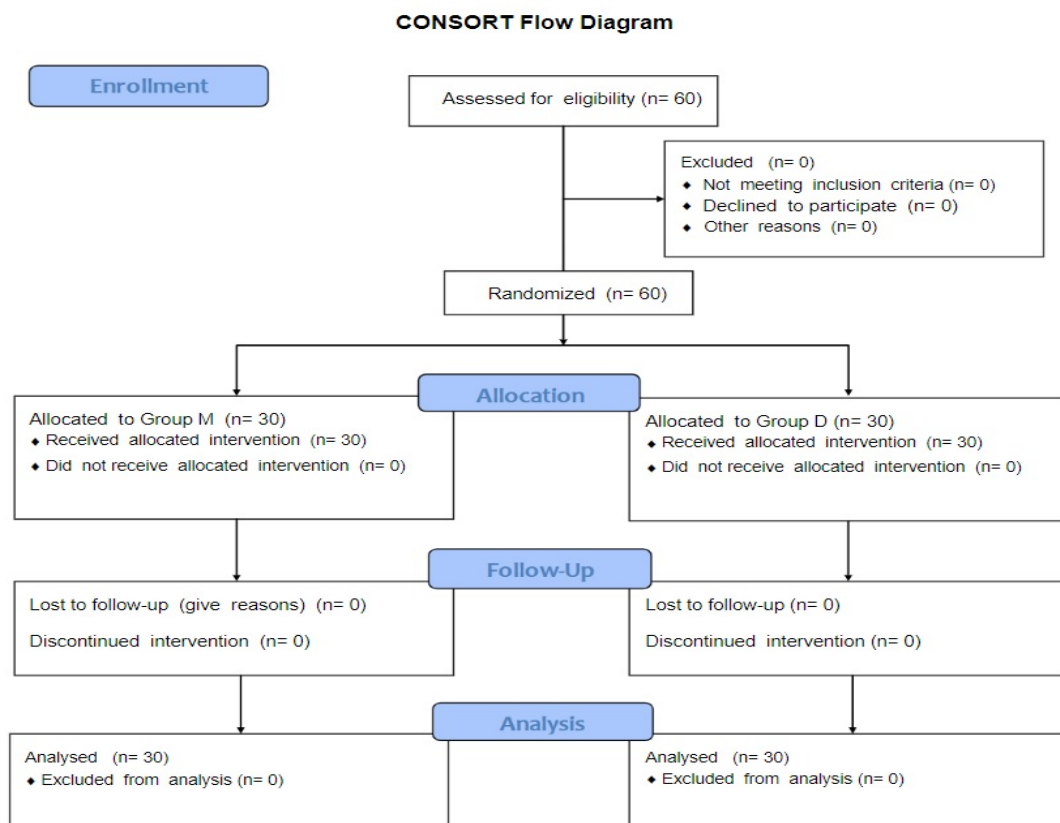 CONSORT Flow Diagram
Enrollment
Assessed for eligibility (n= 60)
Excluded (n= 0)
◆ Not meeting inclusion criteria (n= 0)
◆ Declined to participate (n= 0)
◆ Other reasons (n= 0)
Randomized (n= 60)
Allocation
Allocated to Group M (n= 30)
◆ Received allocated intervention (n= 30)
◆ Did not receive allocated intervention (n= 0)
Allocated to Group D (n= 30)
◆ Received allocated intervention (n= 30)
◆ Did not receive allocated intervention (n= 0)
Follow-Up
Lost to follow-up (give reasons) (n= 0)
Discontinued intervention (n= 0)
Lost to follow-up (n= 0)
Discontinued intervention (n= 0)
Analysis
Analysed (n= 30)
◆ Excluded from analysis (n= 0)
Analysed (n= 30)
◆ Excluded from analysis (n= 0)